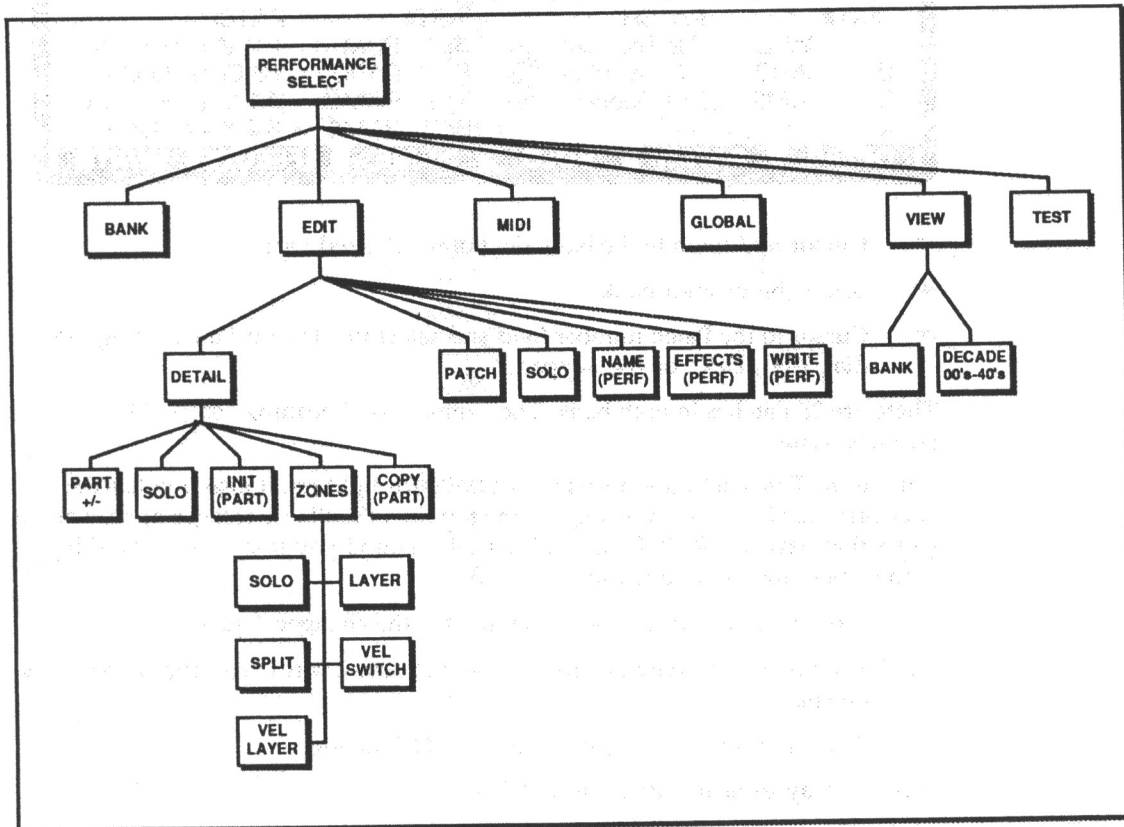 PERFORMANCE
SELECT
BANK
EDIT
MIDI
GLOBAL
VIEW
TEST
DETAIL
PATCH
SOLO
NAME
(PERF)
EFFECTS
(PERF)
WRITE
(PERF)
BANK
DECADE
00's-40's
PART
+/-
SOLO
INIT
(PART)
ZONES
COPY
(PART)
SOLO
LAYER
SPLIT
VEL
SWITCH
VEL
LAYER